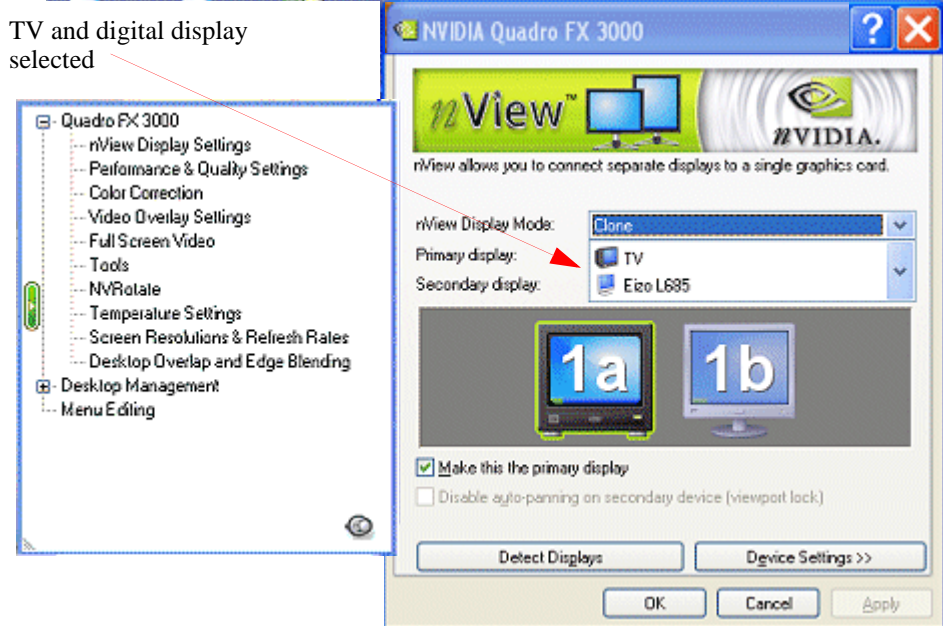 TV and digital display
selected
Quadro FX 3000
nView Display Settings
Performance & Quality Settings
Color Correction
Video Overlay Settings
Full Screen Video
Tools
NVRotate
Temperature Settings
Screen Resolutions & Refresh Rates
Desktop Overlap and Edge Blending
Desktop Management
Menu Editing
NVIDIA Quadro FX 3000
nView™
nVIDIA.
nView allows you to connect separate displays to a single graphics card.
nView Display Mode: Clone
Primary display: TV
Secondary display: Eizo L685
1a 1b
Make this the primary display
Disable auto-panning on secondary device (viewport lock)
Detect Displays Device Settings >>
OK Cancel Apply